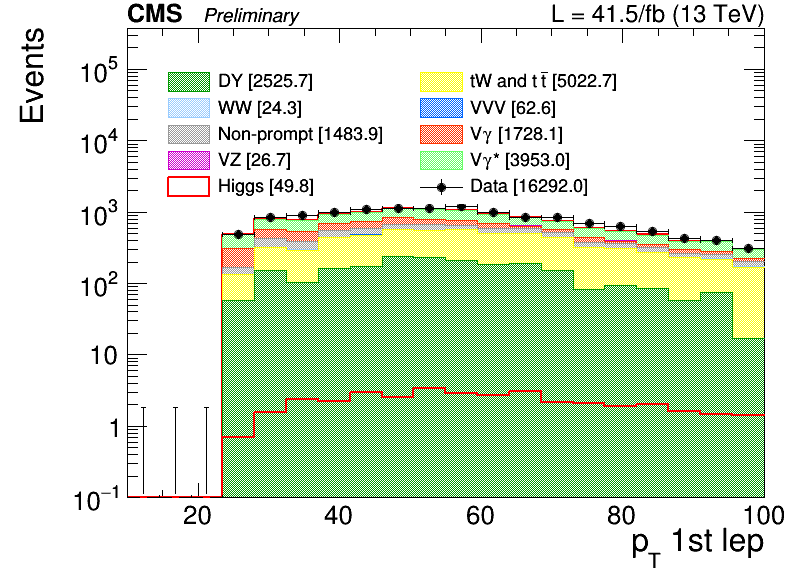 CMS Preliminary L = 41.5/fb (13 TeV)
Events
10^5
10^4
10^3
10^2
10
1
10^−1
DY [2525.7]
WW [24.3]
Non-prompt [1483.9]
VZ [26.7]
Higgs [49.8]
tW and tt̄ [5022.7]
VVV [62.6]
Vγ [1728.1]
Vγ* [3953.0]
Data [16292.0]
20 40 60 80 100
p_T 1st lep